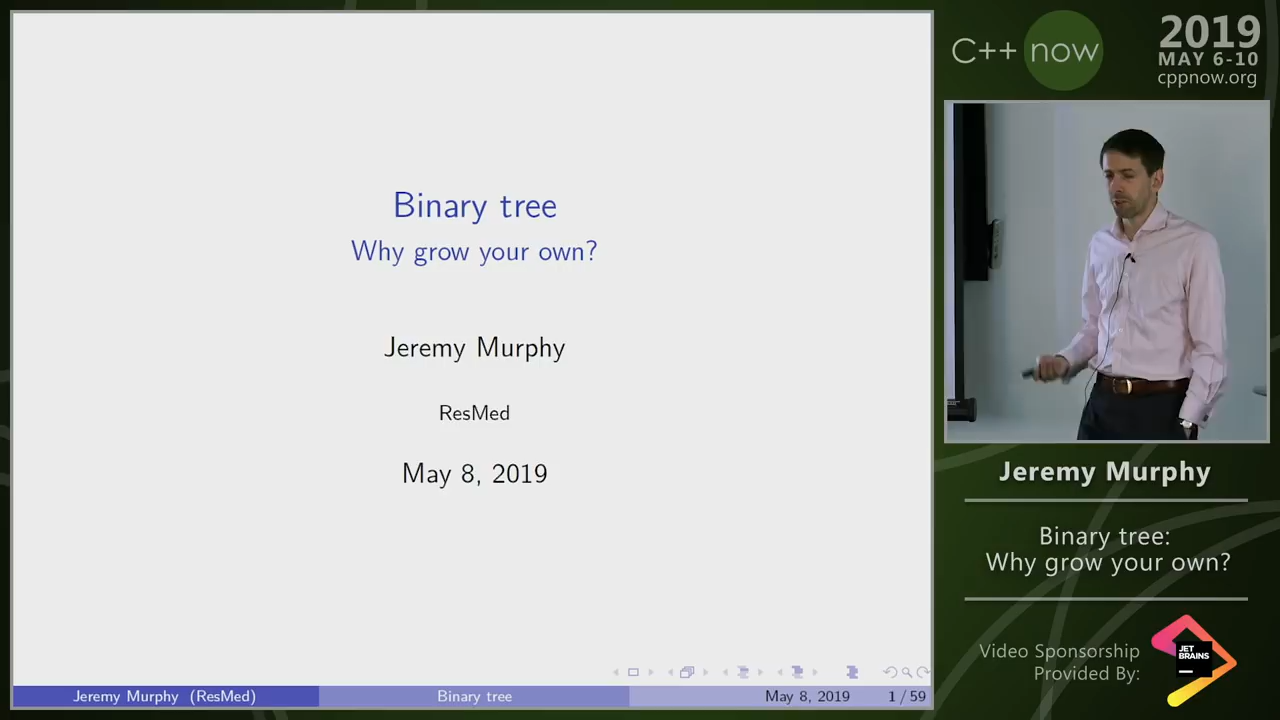 Binary tree
Why grow your own?
Jeremy Murphy
ResMed
May 8, 2019
Jeremy Murphy (ResMed)
Binary tree
May 8, 2019
1 / 59
C++ now
2019
MAY 6-10
cppnow.org
Jeremy Murphy
Binary tree:
Why grow your own?
Video Sponsorship
Provided By:
JET
BRAINS